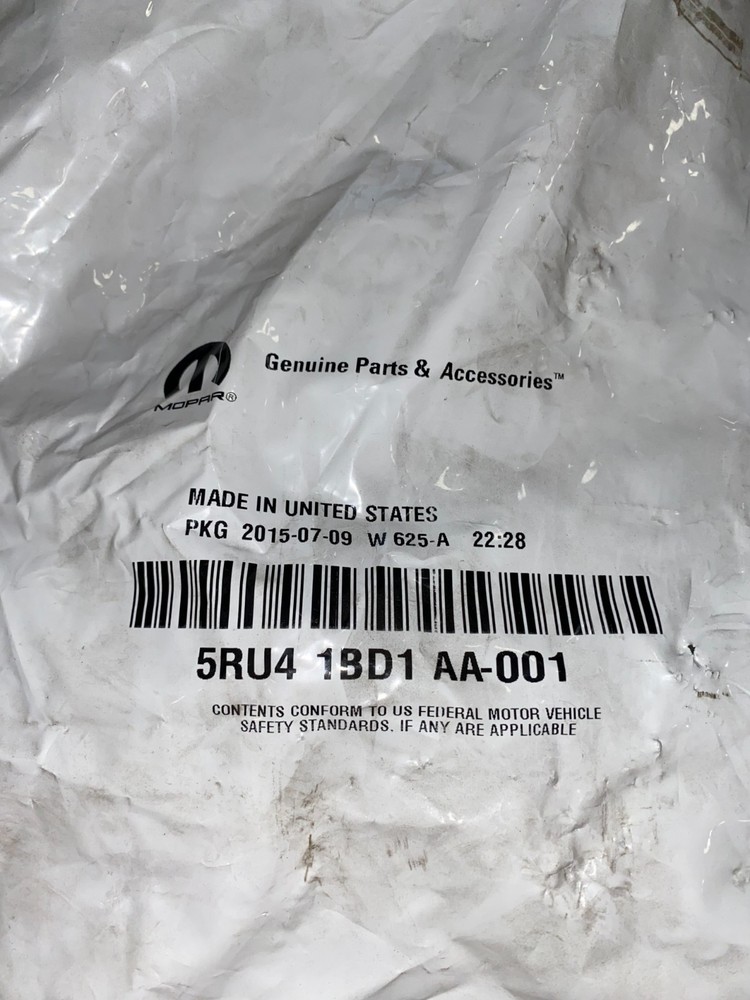 Genuine Parts & Accessories™
MOPAR®
MADE IN UNITED STATES
PKG 2015-07-09 W 625-A 22:28
5RU4 1BD1 AA-001
CONTENTS CONFORM TO US FEDERAL MOTOR VEHICLE
SAFETY STANDARDS. IF ANY ARE APPLICABLE